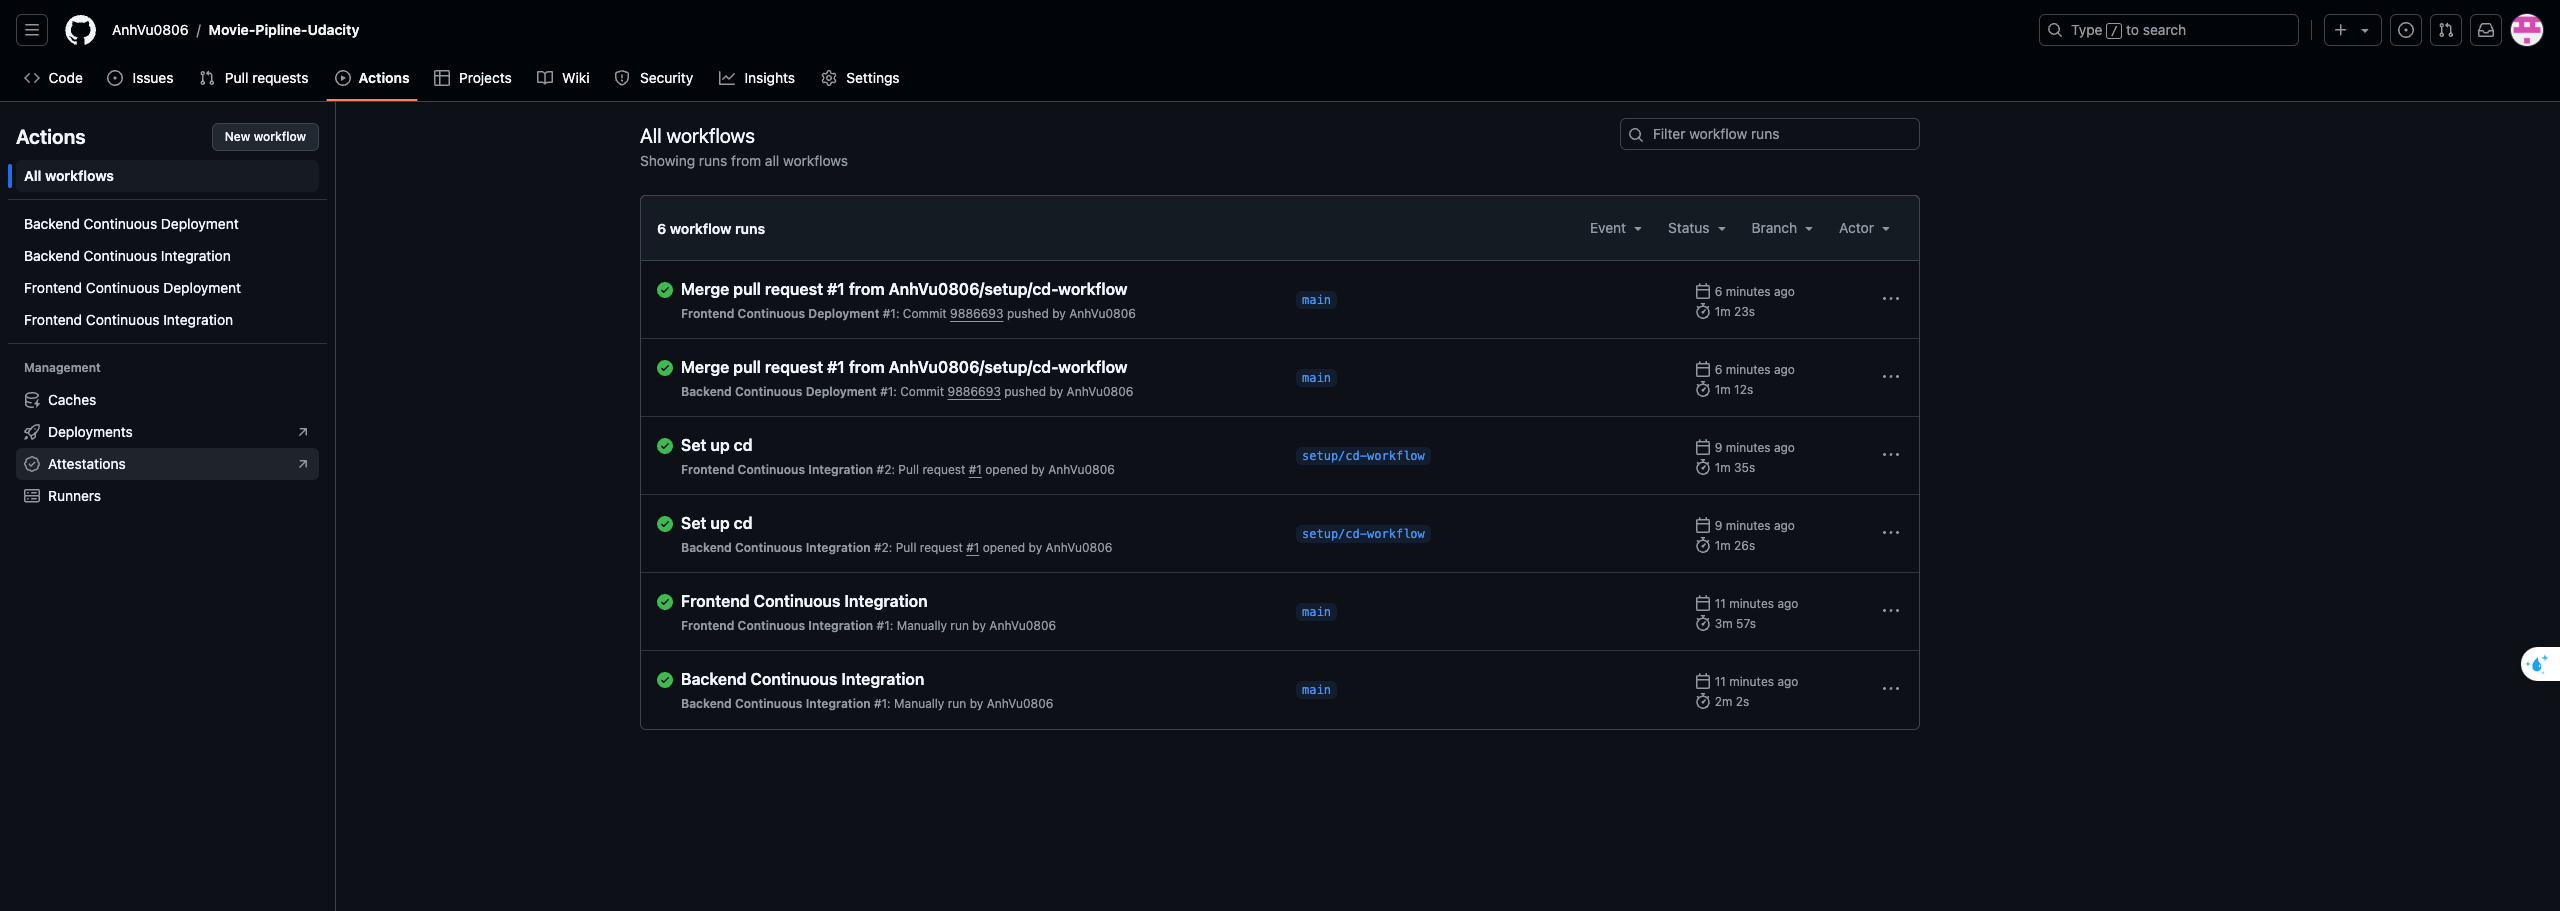 AnhVu0806 / Movie-Pipline-Udacity
Type / to search
Code Issues Pull requests Actions Projects Wiki Security Insights Settings
Actions
New workflow
All workflows
Backend Continuous Deployment
Backend Continuous Integration
Frontend Continuous Deployment
Frontend Continuous Integration
Management
Caches
Deployments
Attestations
Runners
All workflows
Showing runs from all workflows
Filter workflow runs
6 workflow runs
Event Status Branch Actor
Merge pull request #1 from AnhVu0806/setup/cd-workflow
Frontend Continuous Deployment #1: Commit 9886693 pushed by AnhVu0806
main
6 minutes ago
1m 23s
Merge pull request #1 from AnhVu0806/setup/cd-workflow
Backend Continuous Deployment #1: Commit 9886693 pushed by AnhVu0806
main
6 minutes ago
1m 12s
Set up cd
Frontend Continuous Integration #2: Pull request #1 opened by AnhVu0806
setup/cd-workflow
9 minutes ago
1m 35s
Set up cd
Backend Continuous Integration #2: Pull request #1 opened by AnhVu0806
setup/cd-workflow
9 minutes ago
1m 26s
Frontend Continuous Integration
Frontend Continuous Integration #1: Manually run by AnhVu0806
main
11 minutes ago
3m 57s
Backend Continuous Integration
Backend Continuous Integration #1: Manually run by AnhVu0806
main
11 minutes ago
2m 2s